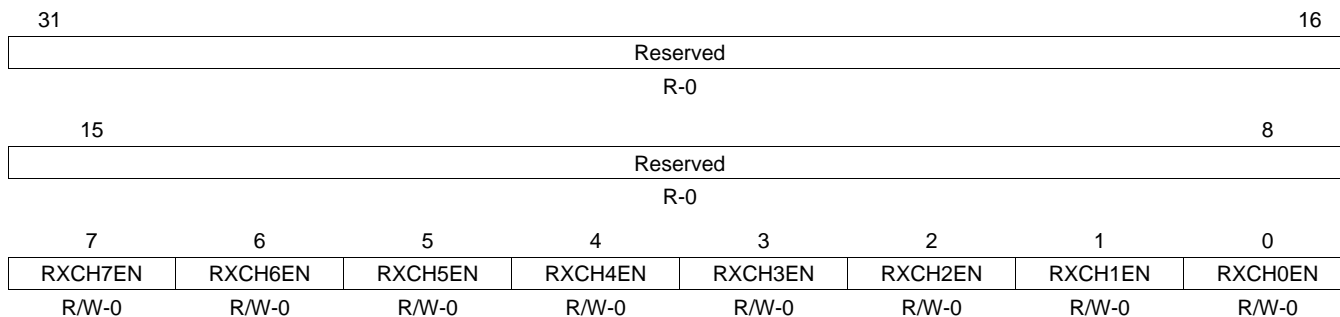 31 16
Reserved
R-0
15 8
Reserved
R-0
7 6 5 4 3 2 1 0
RXCH7EN RXCH6EN RXCH5EN RXCH4EN RXCH3EN RXCH2EN RXCH1EN RXCH0EN
R/W-0 R/W-0 R/W-0 R/W-0 R/W-0 R/W-0 R/W-0 R/W-0